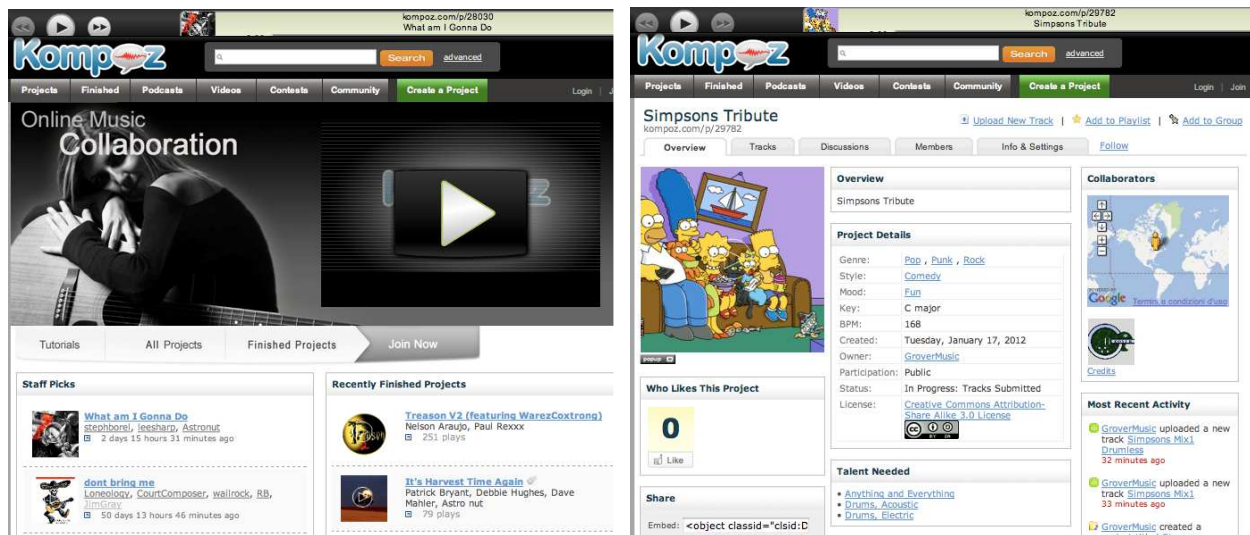 kompoz.com/p/28030
What am I Gonna Do
Kompoz
Search
advanced
Projects
Finished
Podcasts
Videos
Contests
Community
Create a Project
Login
Online Music
Collaboration
Tutorials
All Projects
Finished Projects
Join Now
Staff Picks
What am I Gonna Do
stephborel, leesharp, Astronut
2 days 15 hours 31 minutes ago
dont bring me
Loneology, CourtComposer, wailrock, RB,
JimGray
50 days 13 hours 46 minutes ago
Recently Finished Projects
Treason V2 (featuring WarezCoxtrong)
Nelson Araujo, Paul Rexxx
251 plays
It's Harvest Time Again
Patrick Bryant, Debbie Hughes, Dave
Mahler, Astro nut
79 plays
kompoz.com/p/29782
Simpsons Tribute
Kompoz
Search
advanced
Projects
Finished
Podcasts
Videos
Contests
Community
Create a Project
Login | Join
Simpsons Tribute
kompoz.com/p/29782
Upload New Track | Add to Playlist | Add to Group
Overview
Tracks
Discussions
Members
Info & Settings
Follow
popup
Who Likes This Project
0
Like
Share
Embed: <object classid="clsid:D
Overview
Simpsons Tribute
Project Details
Genre: Pop , Punk , Rock
Style: Comedy
Mood: Fun
Key: C major
BPM: 168
Created: Tuesday, January 17, 2012
Owner: GroverMusic
Participation: Public
Status: In Progress: Tracks Submitted
License: Creative Commons Attribution-
Share Alike 3.0 License
cc
BY
Talent Needed
• Anything and Everything
• Drums, Acoustic
• Drums, Electric
Collaborators
Google
Termini e condizioni d'uso
Credits
Most Recent Activity
GroverMusic uploaded a new
track Simpsons Mix1
Drumless
32 minutes ago
GroverMusic uploaded a new
track Simpsons Mix1
33 minutes ago
GroverMusic created a